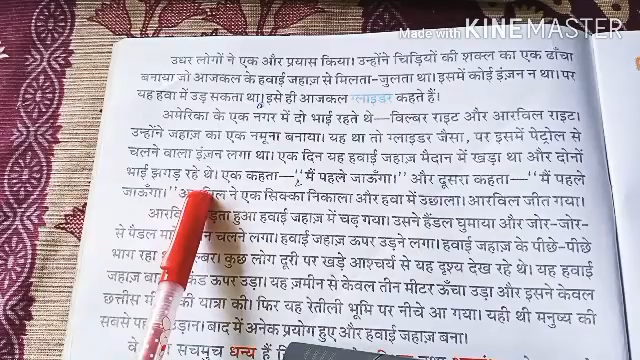 Made with KINEMASTER
उधर लोगों ने एक और प्रयास किया। उन्होंने चिड़ियों की शक्ल का एक ढाँचा
बनाया जो आजकल के हवाई जहाज़ से मिलता-जुलता था। इसमें कोई इंज़न न था। पर
यह हवा में उड़ सकता था। इसे ही आजकल ग्लाइडर कहते हैं।
अमेरिका के एक नगर में दो भाई रहते थे—विल्बर राइट और आरविल राइट।
उन्होंने जहाज़ का एक नमूना बनाया। यह था तो ग्लाइडर जैसा, पर इसमें पेट्रोल से
चलने वाला इंज़न लगा था। एक दिन यह हवाई जहाज़ मैदान में खड़ा था और दोनों
भाई झगड़ रहे थे। एक कहता—"मैं पहले जाऊँगा।" और दूसरा कहता—"मैं पहले
जाऊँगा।" ने एक सिक्का निकाला और हवा में उछाला। आरविल जीत गया।
हुआ हवाई जहाज़ में चढ़ गया। उसने हैंडल घुमाया और जोर-जोर-
से पैडल चलने लगा। हवाई जहाज़ ऊपर उड़ने लगा। हवाई जहाज़ के पीछे-पीछे
भाग रहा कुछ लोग दूरी पर खड़े आश्चर्य से यह दृश्य देख रहे थे। यह हवाई
जहाज़ ऊपर उड़ा। यह ज़मीन से केवल तीन मीटर ऊँचा उड़ा और इसने केवल
छत्तीस की यात्रा की। फिर यह रेतीली भूमि पर नीचे आ गया। यही थी मनुष्य की
सबसे उड़ान। बाद में अनेक प्रयोग हुए और हवाई जहाज़ बना।
सचमुच धन्य हैं